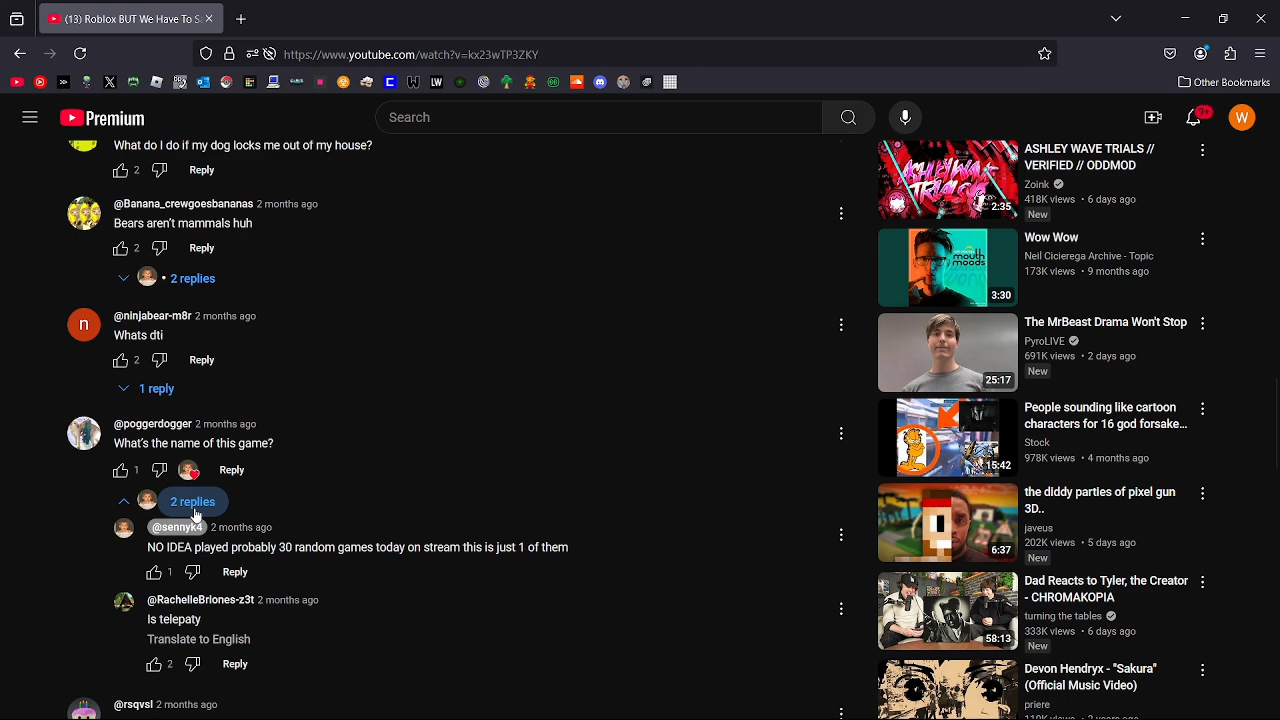 (13) Roblox BUT We Have To Sa
https://www.youtube.com/watch?v=kx23wTP3ZKY
Other Bookmarks
Premium
Search
9+
W
What do I do if my dog locks me out of my house?
2 Reply
@Banana_crewgoesbananas 2 months ago
Bears aren't mammals huh
2 Reply
• 2 replies
n
@ninjabear-m8r 2 months ago
Whats dti
2 Reply
1 reply
@poggerdogger 2 months ago
What's the name of this game?
1 Reply
2 replies
@sennyk4 2 months ago
NO IDEA played probably 30 random games today on stream this is just 1 of them
1 Reply
@RachelleBriones-z3t 2 months ago
Is telepaty
Translate to English
2 Reply
@rsqvsl 2 months ago
ASHLEY WAVE TRIALS
2:35
ASHLEY WAVE TRIALS //
VERIFIED // ODDMOD
Zoink
418K views • 6 days ago
New
mouth
moods
3:30
Wow Wow
Neil Cicierega Archive - Topic
173K views • 9 months ago
25:17
The MrBeast Drama Won't Stop
PyroLIVE
691K views • 2 days ago
New
15:42
People sounding like cartoon
characters for 16 god forsake...
Stock
978K views • 4 months ago
6:37
the diddy parties of pixel gun
3D..
javeus
202K views • 5 days ago
New
58:13
Dad Reacts to Tyler, the Creator
- CHROMAKOPIA
turning the tables
333K views • 6 days ago
New
Devon Hendryx - "Sakura"
(Official Music Video)
priere